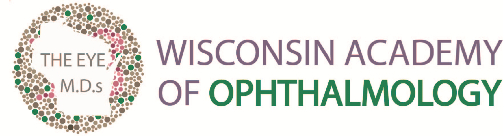 THE EYE
M.D.s
WISCONSIN ACADEMY
OF OPHTHALMOLOGY